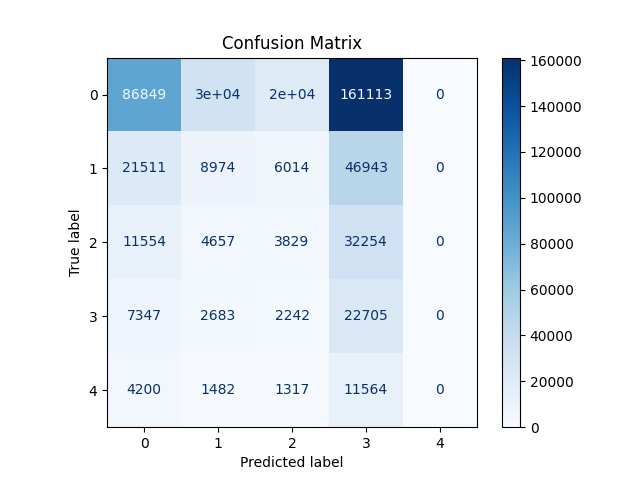 Confusion Matrix
0 86849 3e+04 2e+04 161113 0
1 21511 8974 6014 46943 0
2 11554 4657 3829 32254 0
3 7347 2683 2242 22705 0
4 4200 1482 1317 11564 0
0 1 2 3 4
Predicted label
True label
160000
140000
120000
100000
80000
60000
40000
20000
0